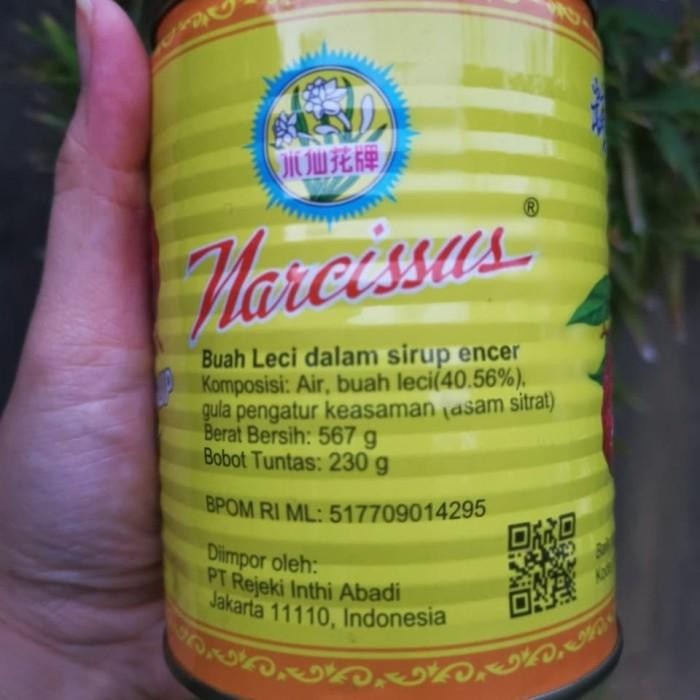 水仙花牌
Narcissus ®
Buah Leci dalam sirup encer
Komposisi: Air, buah leci(40.56%),
gula pengatur keasaman (asam sitrat)
Berat Bersih: 567 g
Bobot Tuntas: 230 g
BPOM RI ML: 517709014295
Diimpor oleh:
PT Rejeki Inthi Abadi
Jakarta 11110, Indonesia